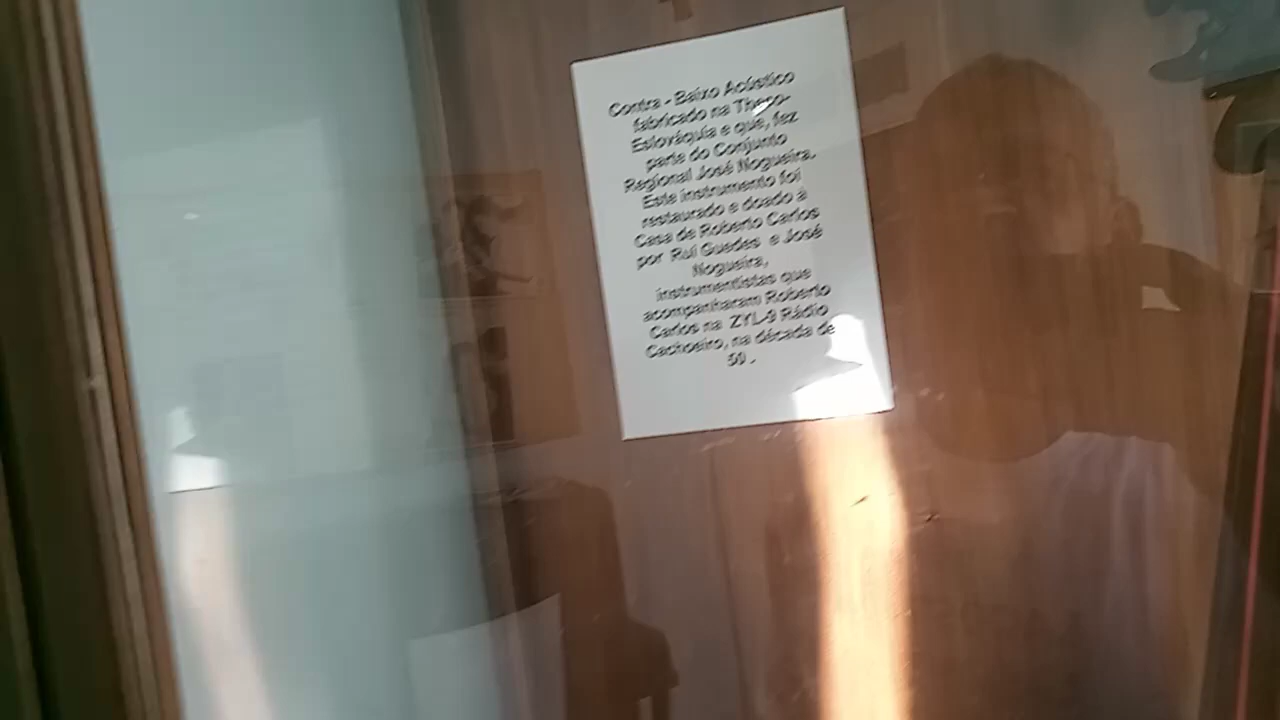 Contra - Baixo Acústico
fabricado na Theco-
Eslováquia e que, fez
parte do Conjunto
Regional José Nogueira.
Este instrumento foi
restaurado e doado à
Casa de Roberto Carlos
por Rui Guedes e José
Nogueira,
instrumentistas que
acompanharam Roberto
Carlos na ZYL-9 Rádio
Cachoeiro, na década de
50 .